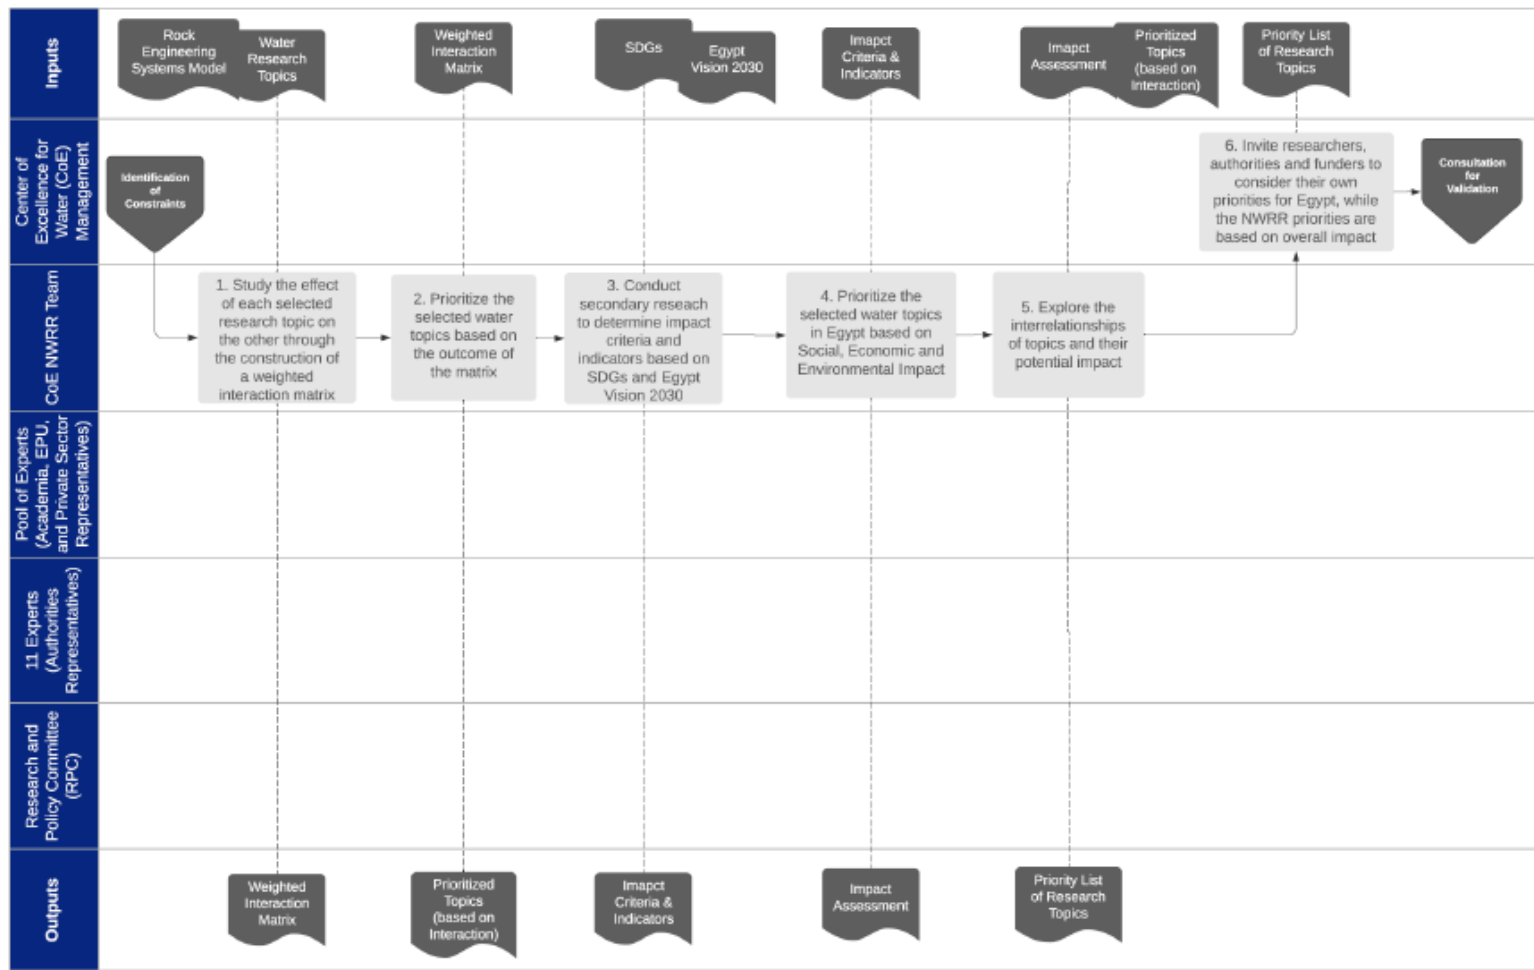 Inputs
Rock
Engineering
Systems Model
Water
Research
Topics
Weighted
Interaction
Matrix
SDGs
Egypt
Vision 2030
Imapct
Criteria &
Indicators
Imapct
Assessment
Prioritized
Topics
(based on
Interaction)
Priority List
of Research
Topics
Center of
Excellence for
Water (CoE)
Management
Identification
of
Constraints
6. Invite researchers,
authorities and funders to
consider their own
priorities for Egypt, while
the NWRR priorities are
based on overall impact
Consultation
for
Validation
CoE NWRR Team
1. Study the effect
of each selected
research topic on
the other through
the construction of
a weighted
interaction matrix
2. Prioritize the
selected water
topics based on
the outcome of
the matrix
3. Conduct
secondary reseach
to determine impact
criteria and
indicators based on
SDGs and Egypt
Vision 2030
4. Prioritize the
selected water topics
in Egypt based on
Social, Economic and
Environmental Impact
5. Explore the
interrelationships
of topics and their
potential impact
Pool of Experts
(Academia, EPU,
and Private Sector
Representatives)
11 Experts
(Authorities
Representatives)
Research and
Policy Committee
(RPC)
Outputs
Weighted
Interaction
Matrix
Prioritized
Topics
(based on
Interaction)
Imapct
Criteria &
Indicators
Impact
Assessment
Priority List
of Research
Topics